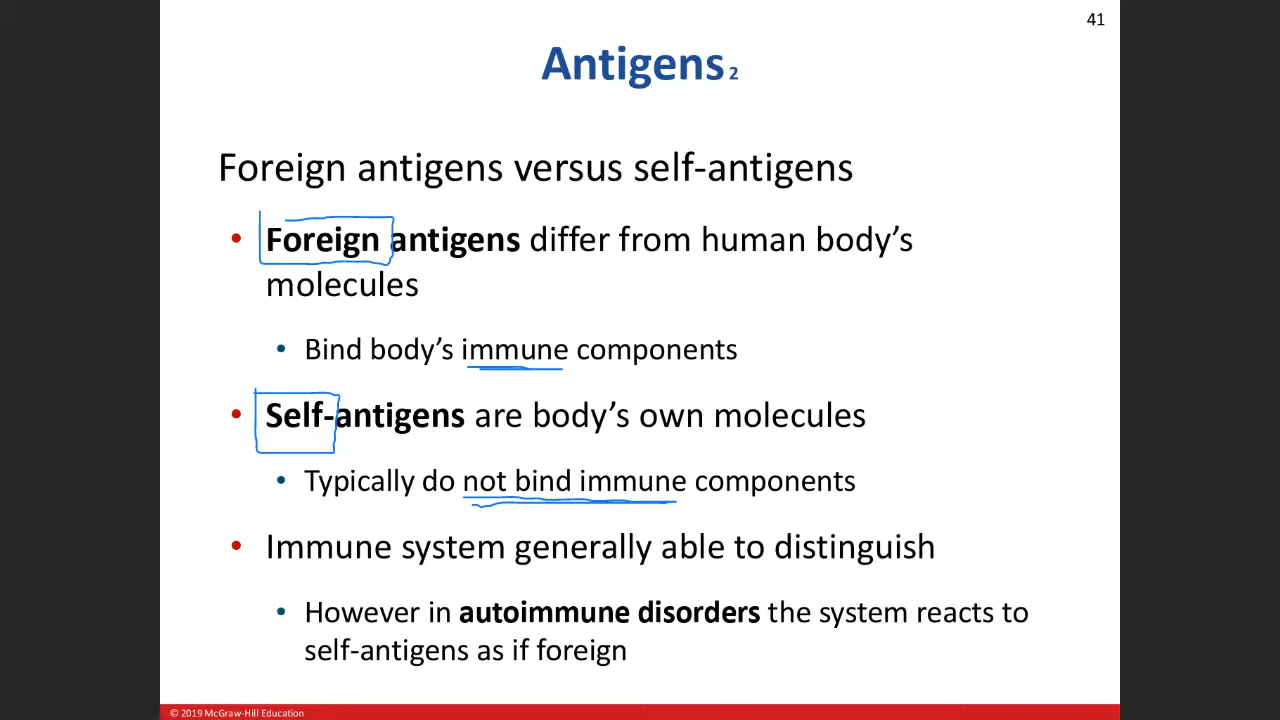 41
Antigens 2
Foreign antigens versus self-antigens
• Foreign antigens differ from human body’s
molecules
• Bind body’s immune components
• Self-antigens are body’s own molecules
• Typically do not bind immune components
• Immune system generally able to distinguish
• However in autoimmune disorders the system reacts to
self-antigens as if foreign
© 2019 McGraw-Hill Education